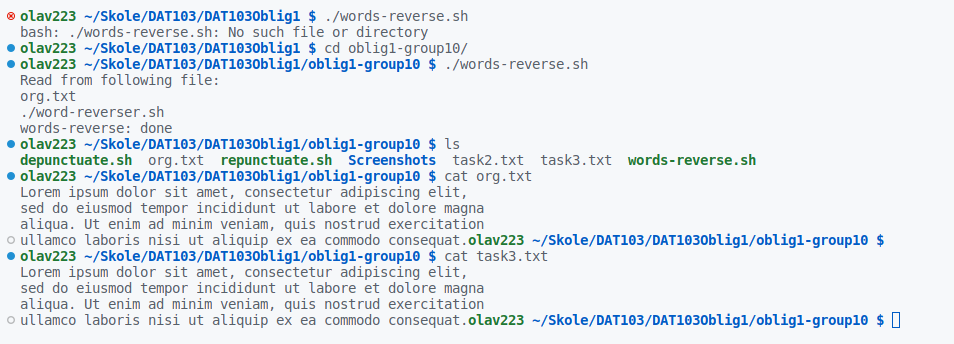 olav223 ~/Skole/DAT103/DAT103Oblig1 $ ./words-reverse.sh
bash: ./words-reverse.sh: No such file or directory
olav223 ~/Skole/DAT103/DAT103Oblig1 $ cd oblig1-group10/
olav223 ~/Skole/DAT103/DAT103Oblig1/oblig1-group10 $ ./words-reverse.sh
Read from following file:
org.txt
./word-reverser.sh
words-reverse: done
olav223 ~/Skole/DAT103/DAT103Oblig1/oblig1-group10 $ ls
depunctuate.sh  org.txt  repunctuate.sh  Screenshots  task2.txt  task3.txt  words-reverse.sh
olav223 ~/Skole/DAT103/DAT103Oblig1/oblig1-group10 $ cat org.txt
Lorem ipsum dolor sit amet, consectetur adipiscing elit,
sed do eiusmod tempor incididunt ut labore et dolore magna
aliqua. Ut enim ad minim veniam, quis nostrud exercitation
ullamco laboris nisi ut aliquip ex ea commodo consequat.olav223 ~/Skole/DAT103/DAT103Oblig1/oblig1-group10 $
olav223 ~/Skole/DAT103/DAT103Oblig1/oblig1-group10 $ cat task3.txt
Lorem ipsum dolor sit amet, consectetur adipiscing elit,
sed do eiusmod tempor incididunt ut labore et dolore magna
aliqua. Ut enim ad minim veniam, quis nostrud exercitation
ullamco laboris nisi ut aliquip ex ea commodo consequat.olav223 ~/Skole/DAT103/DAT103Oblig1/oblig1-group10 $